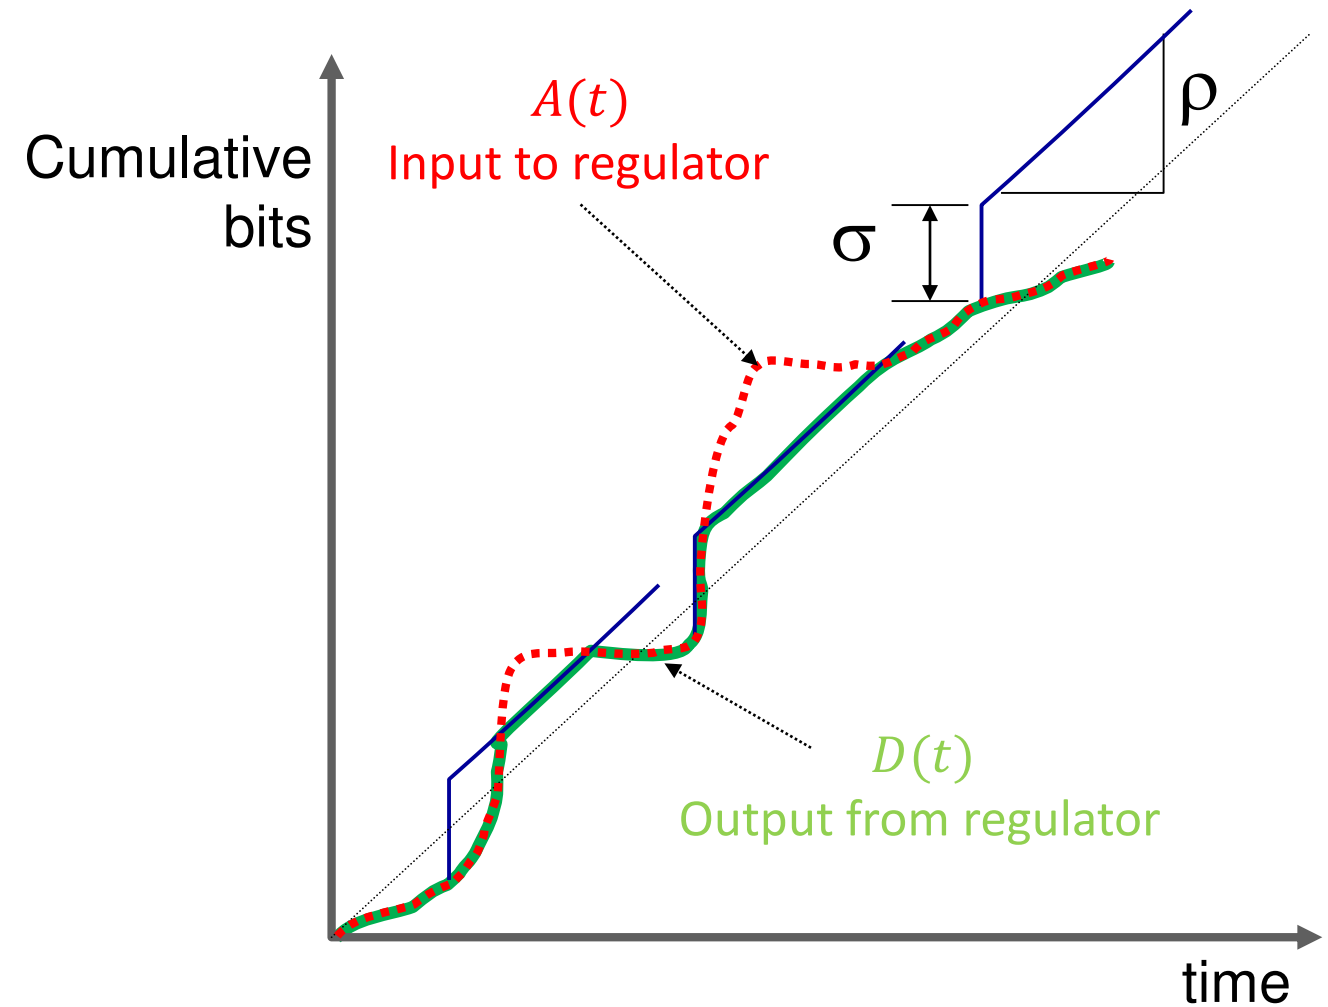 A(t)
Input to regulator
Cumulative
bits
ρ
σ
D(t)
Output from regulator
time